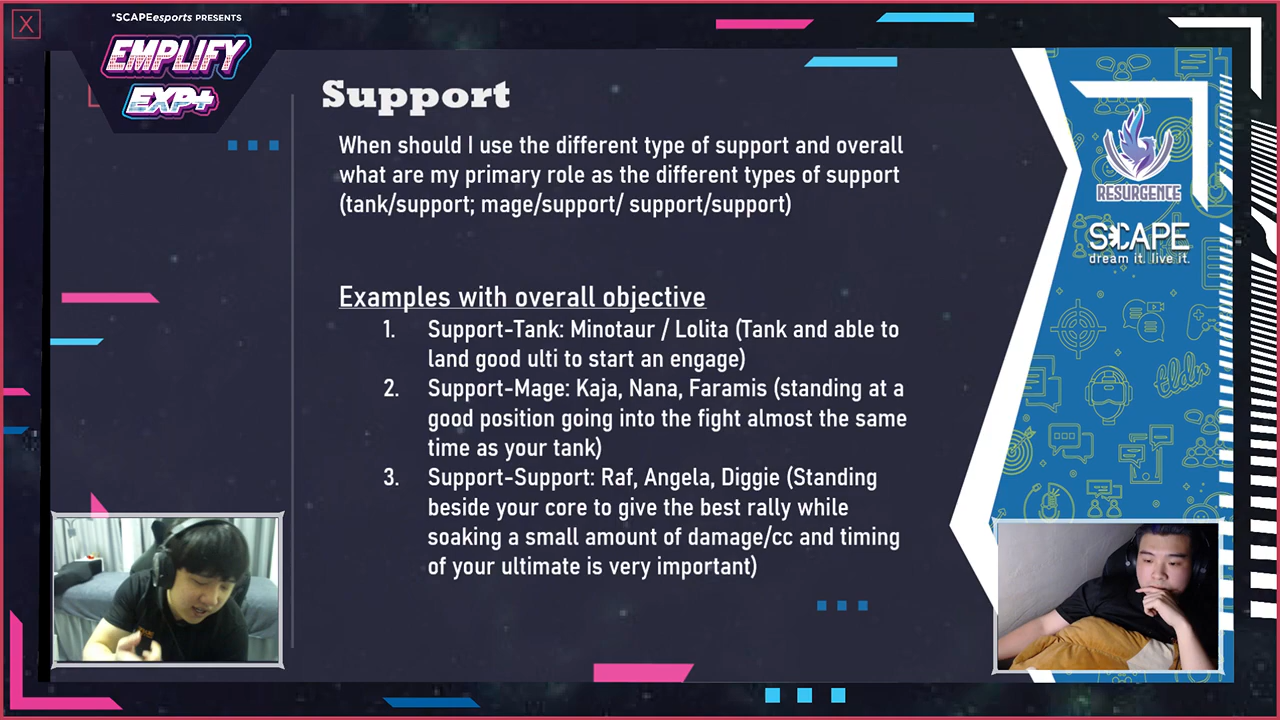 *SCAPEesports PRESENTS
EMPLIFY
EXP+
Support
When should I use the different type of support and overall
what are my primary role as the different types of support
(tank/support; mage/support/ support/support)
Examples with overall objective
1. Support-Tank: Minotaur / Lolita (Tank and able to
land good ulti to start an engage)
2. Support-Mage: Kaja, Nana, Faramis (standing at a
good position going into the fight almost the same
time as your tank)
3. Support-Support: Raf, Angela, Diggie (Standing
beside your core to give the best rally while
soaking a small amount of damage/cc and timing
of your ultimate is very important)
RESURGENCE
S*CAPE
dream it. live it.
tldr